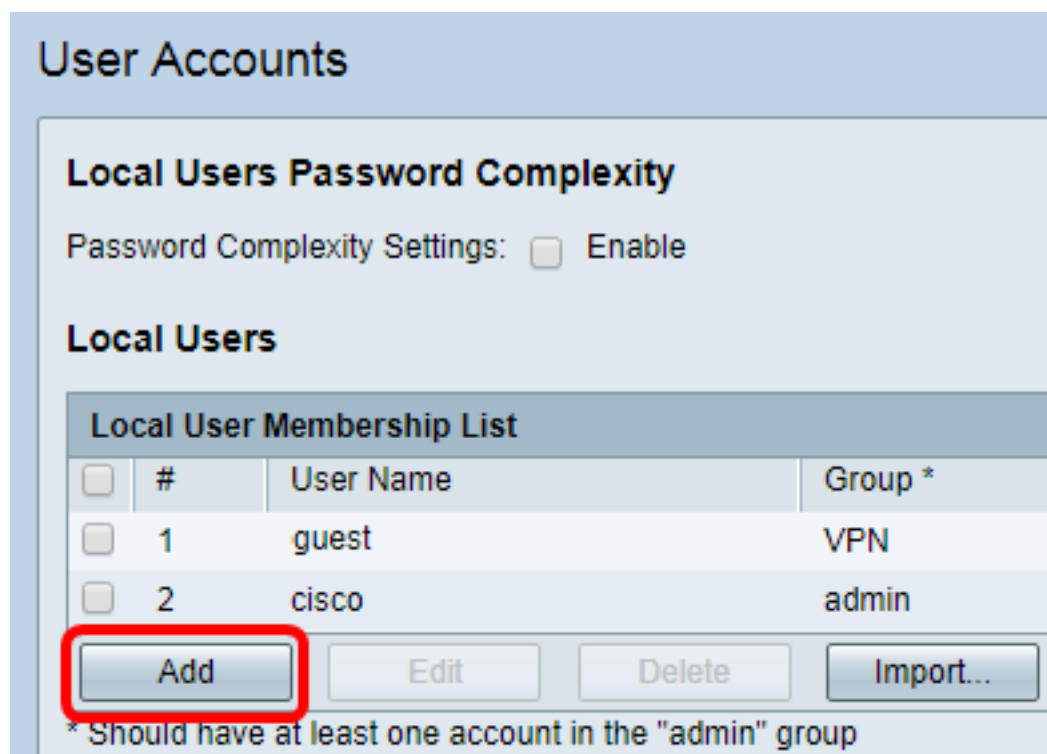 User Accounts
Local Users Password Complexity
Password Complexity Settings: Enable
Local Users
Local User Membership List
# User Name Group *
1 guest VPN
2 cisco admin
Add Edit Delete Import...
* Should have at least one account in the "admin" group